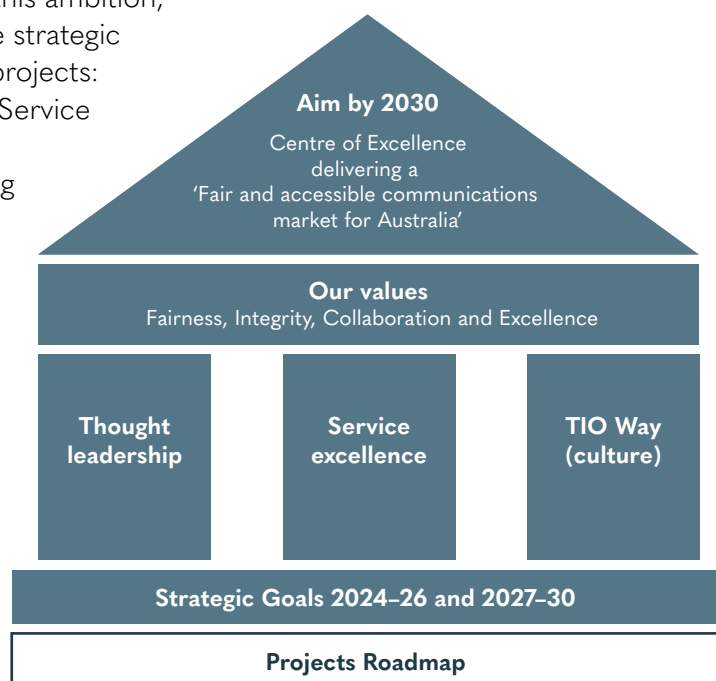 this ambition,
strategic
projects:
Service
Aim by 2030
Centre of Excellence
delivering a
‘Fair and accessible communications
market for Australia’
Our values
Fairness, Integrity, Collaboration and Excellence
Thought
leadership
Service
excellence
TIO Way
(culture)
Strategic Goals 2024–26 and 2027–30
Projects Roadmap